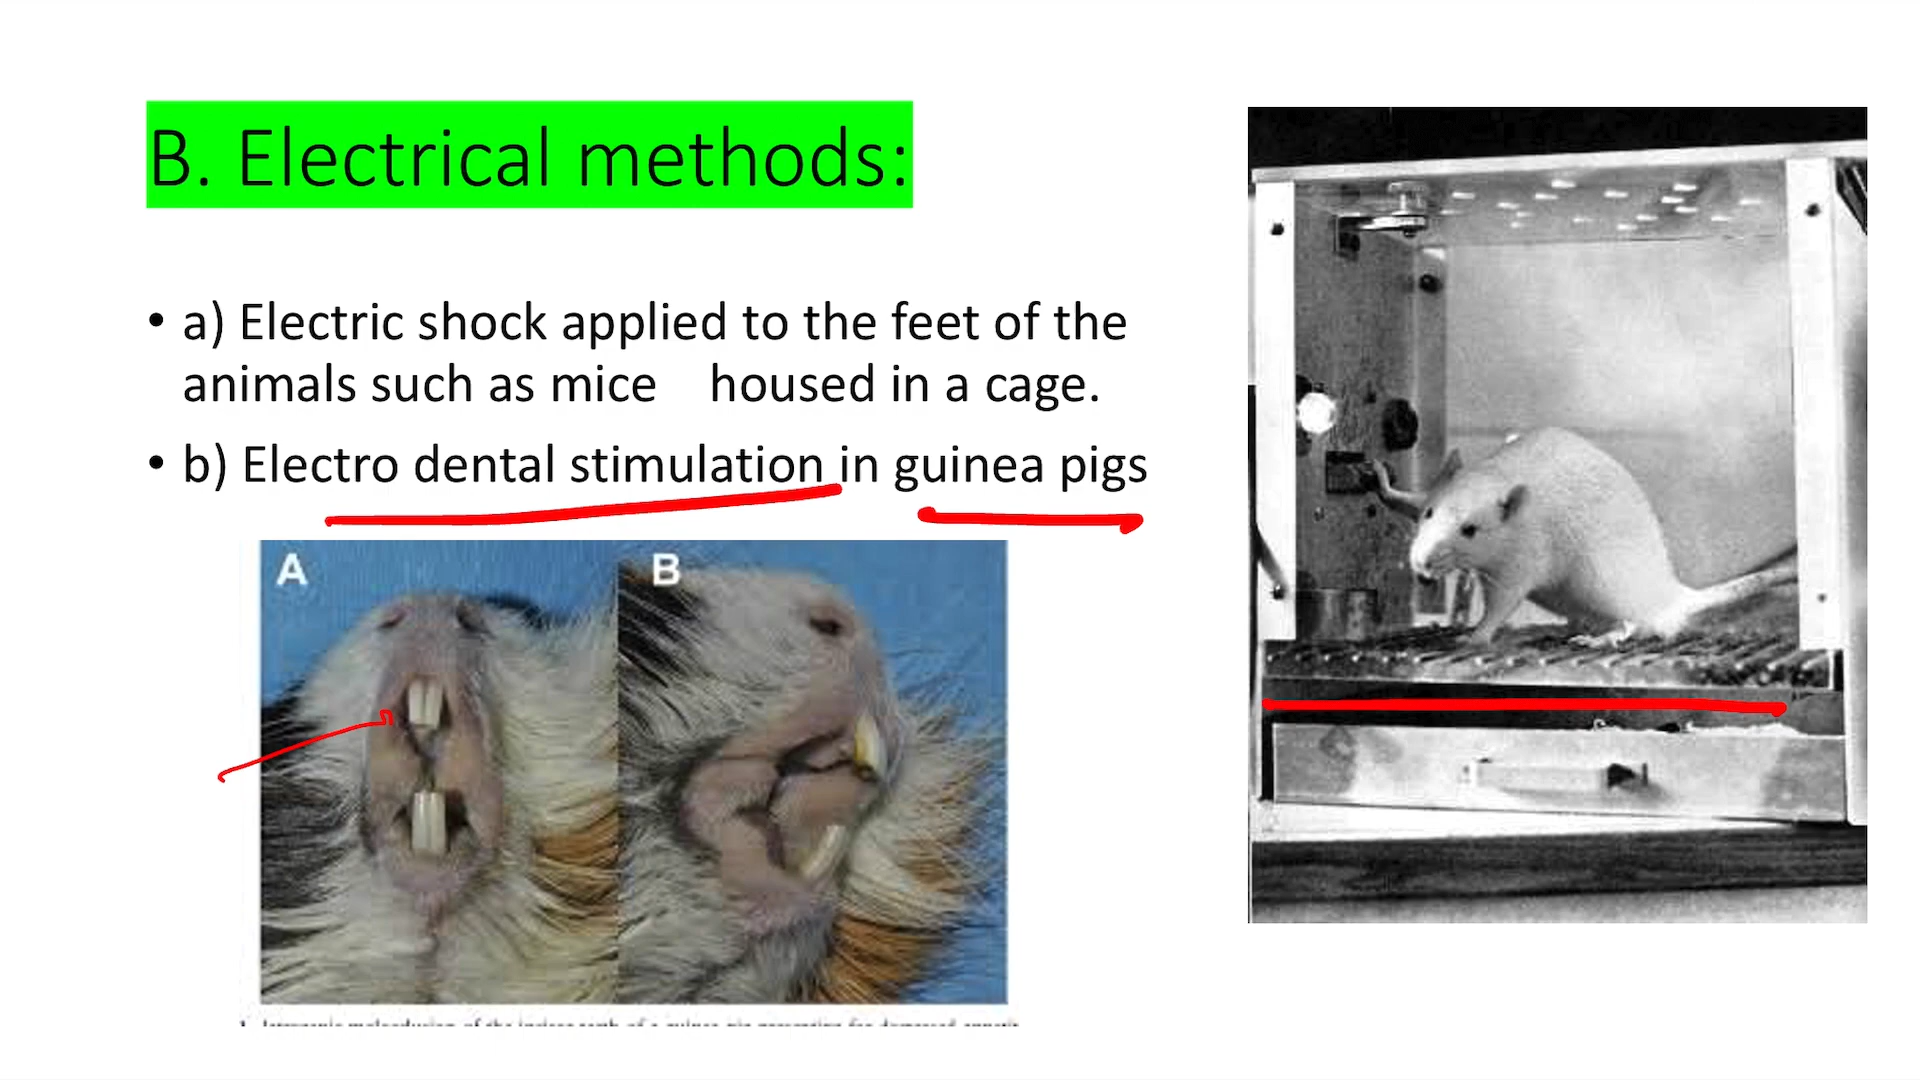 B. Electrical methods:
• a) Electric shock applied to the feet of the
animals such as mice housed in a cage.
• b) Electro dental stimulation in guinea pigs
A
B